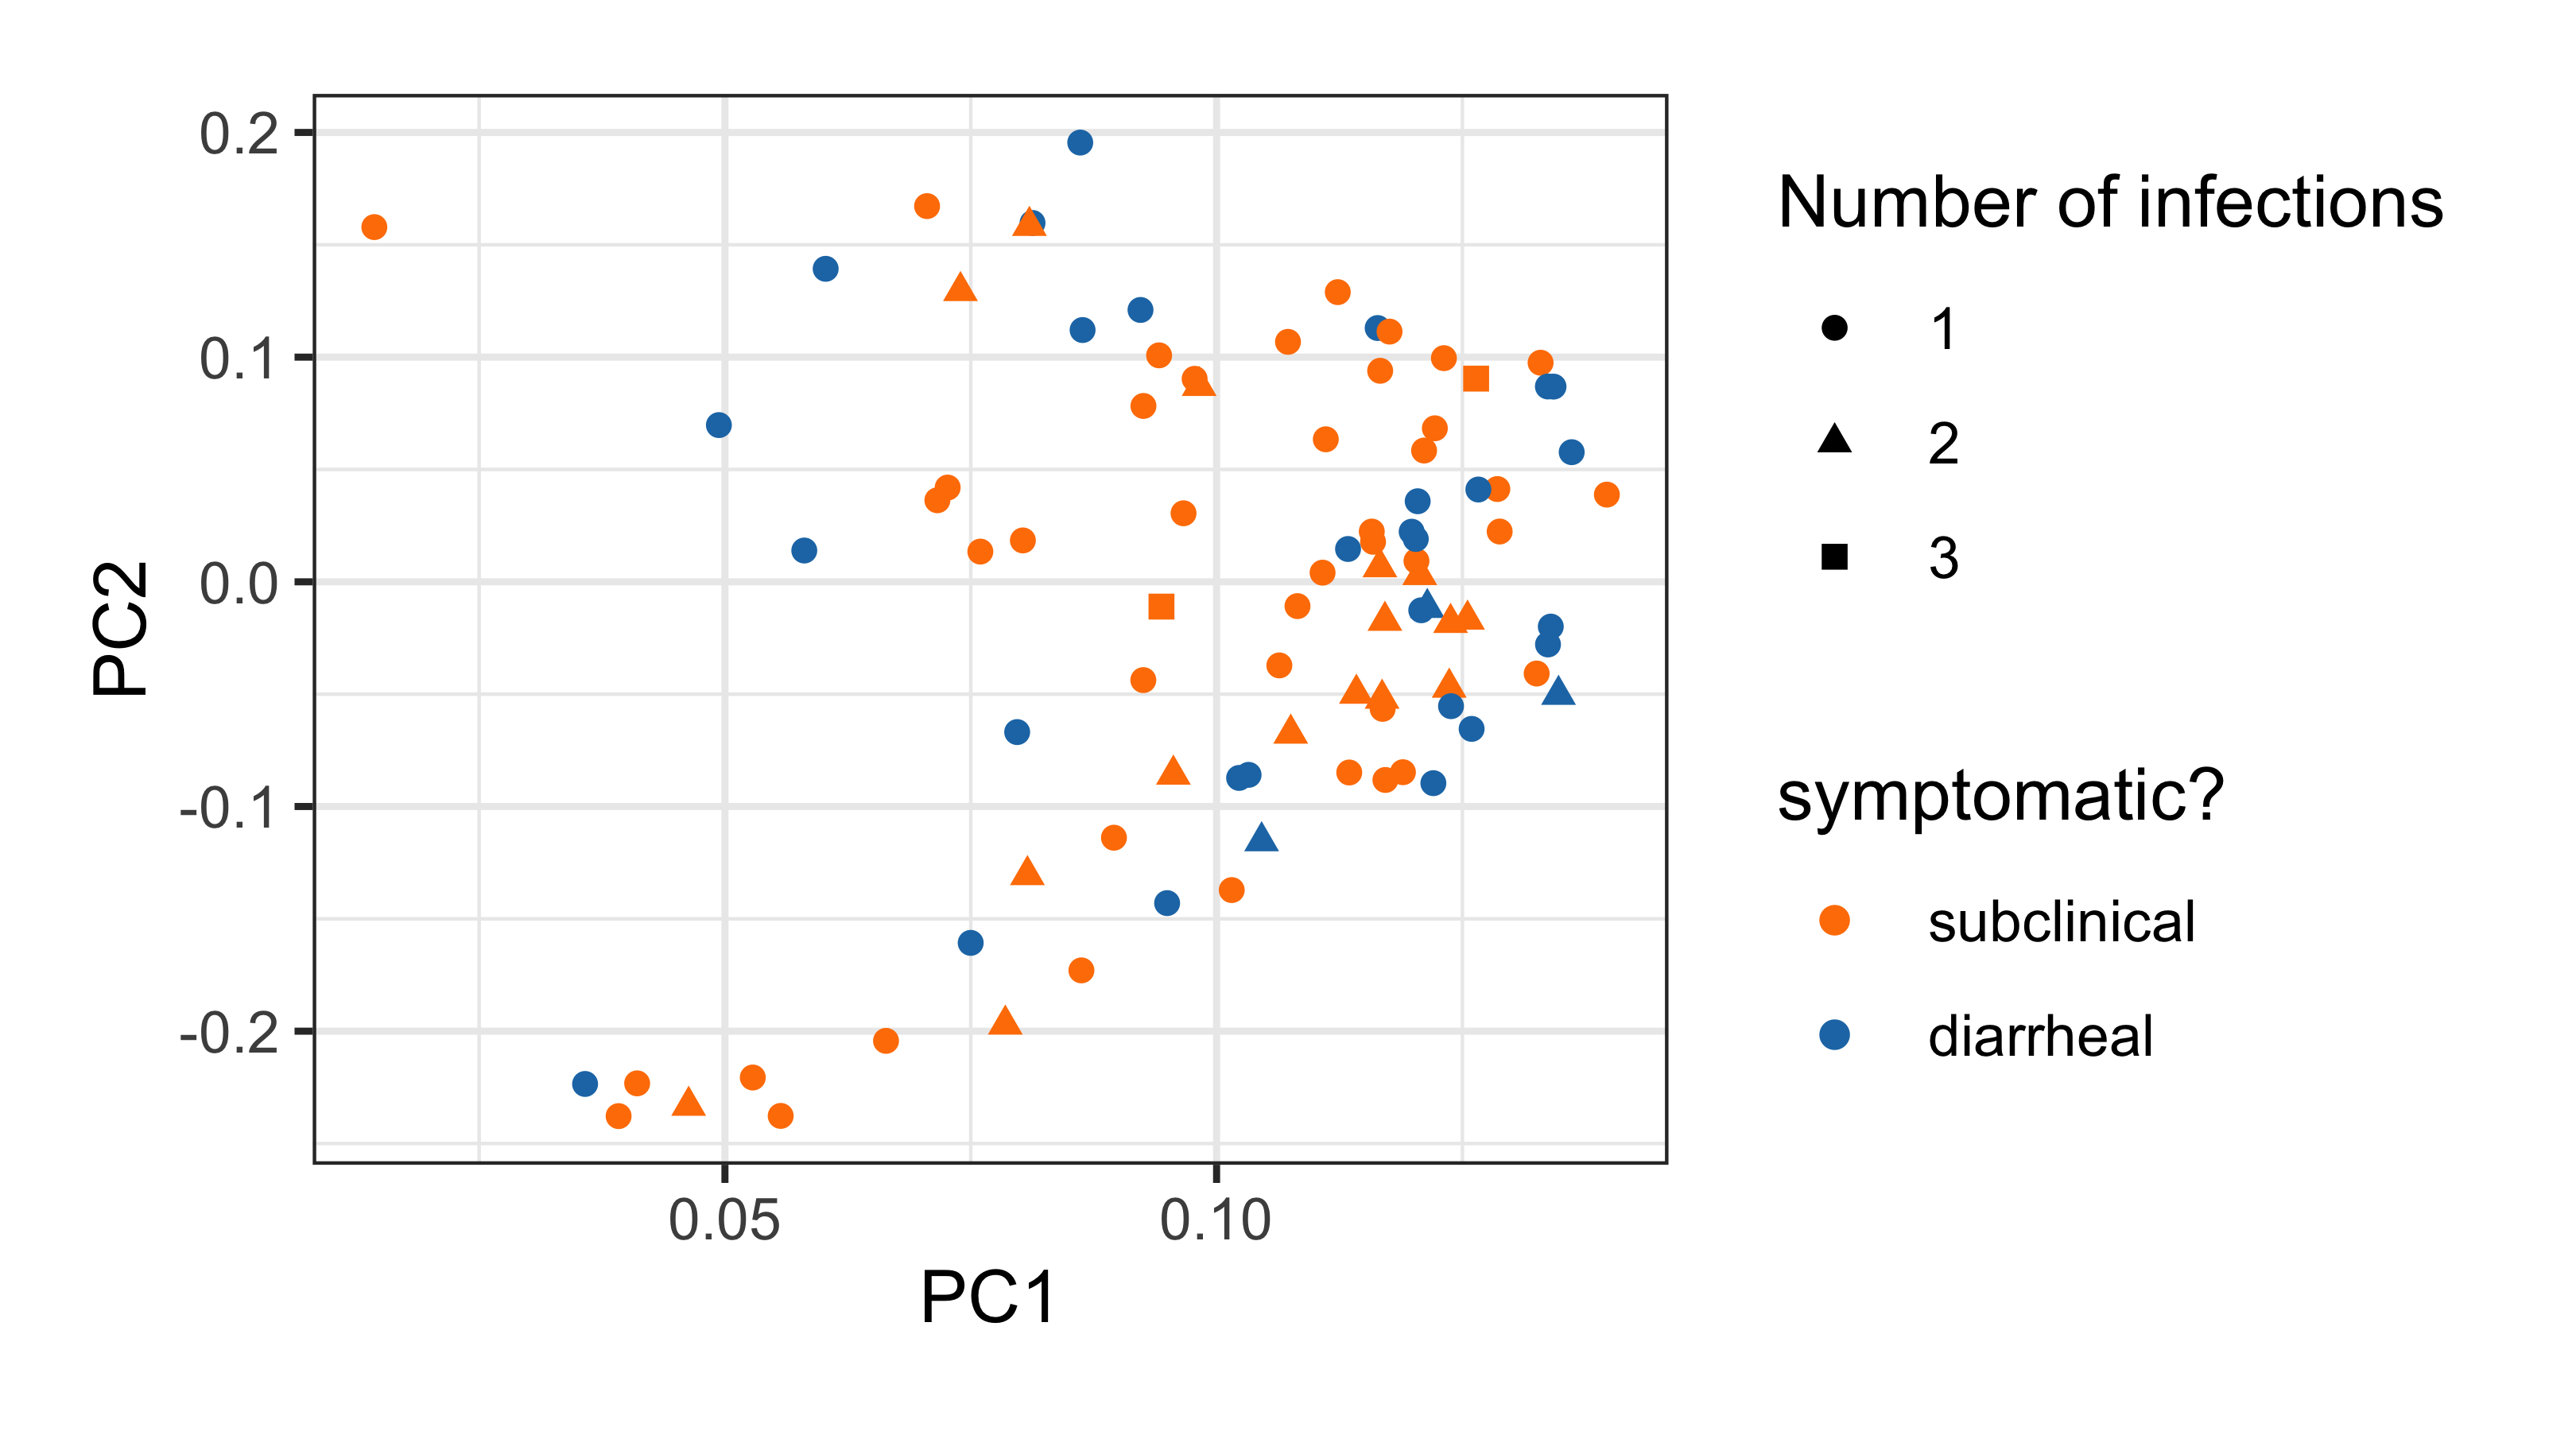 0.2
0.1
0.0
-0.1
-0.2
PC2
0.05
0.10
PC1
Number of infections
1
2
3
symptomatic?
subclinical
diarrheal